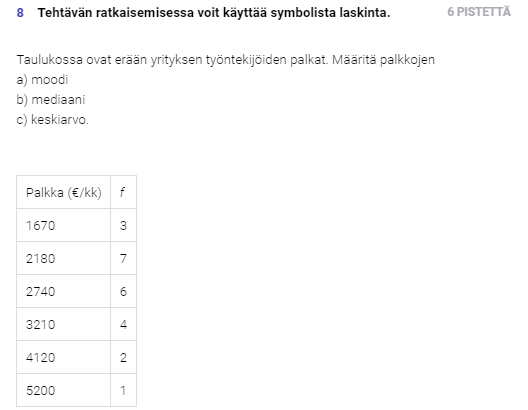 8 Tehtävän ratkaisemisessa voit käyttää symbolista laskinta. 6 PISTETTÄ
Taulukossa ovat erään yrityksen työntekijöiden palkat. Määritä palkkojen
a) moodi
b) mediaani
c) keskiarvo.
Palkka (€/kk) f
1670 3
2180 7
2740 6
3210 4
4120 2
5200 1